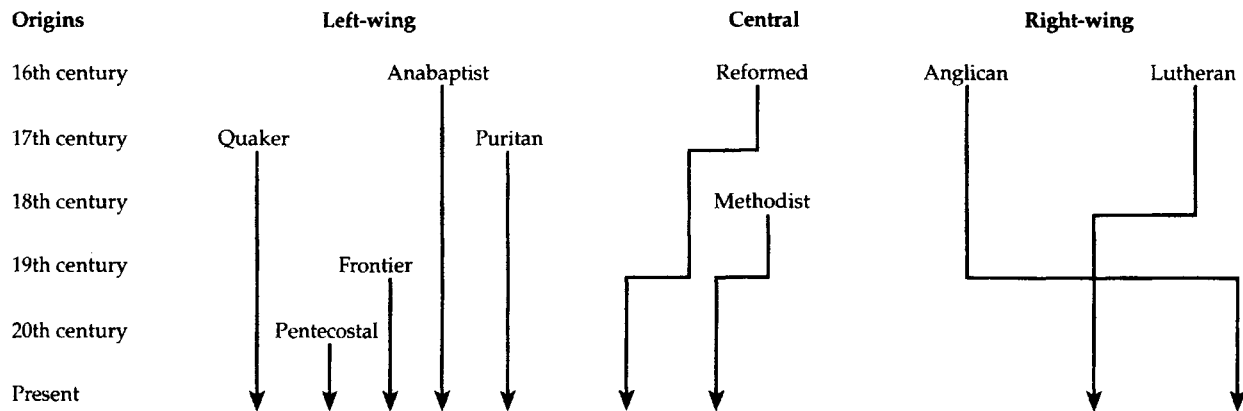 Origins Left-wing Central Right-wing
16th century Anabaptist Reformed Anglican Lutheran
17th century Quaker Puritan
18th century Methodist
19th century Frontier
20th century Pentecostal
Present